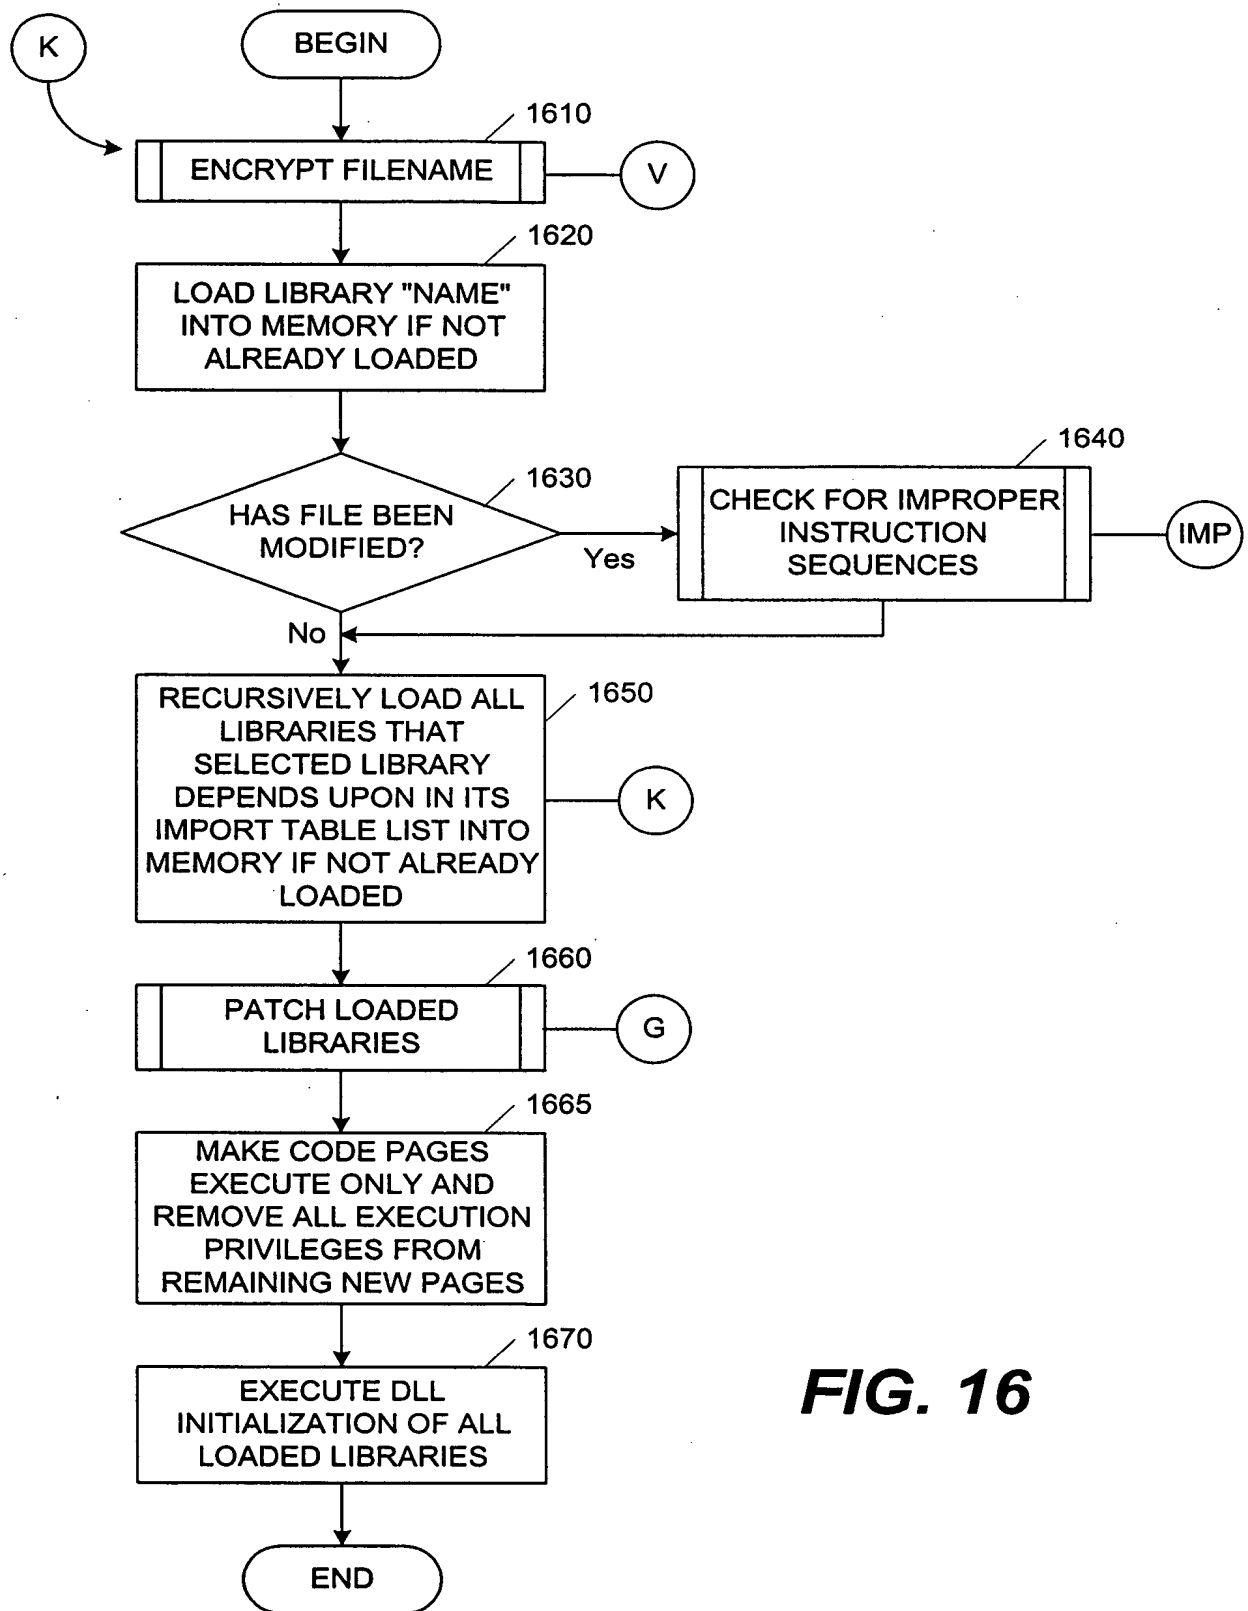 K
BEGIN
1610
ENCRYPT FILENAME
V
1620
LOAD LIBRARY "NAME"
INTO MEMORY IF NOT
ALREADY LOADED
1630
HAS FILE BEEN
MODIFIED?
Yes
No
1640
CHECK FOR IMPROPER
INSTRUCTION
SEQUENCES
IMP
1650
RECURSIVELY LOAD ALL
LIBRARIES THAT
SELECTED LIBRARY
DEPENDS UPON IN ITS
IMPORT TABLE LIST INTO
MEMORY IF NOT ALREADY
LOADED
K
1660
PATCH LOADED
LIBRARIES
G
1665
MAKE CODE PAGES
EXECUTE ONLY AND
REMOVE ALL EXECUTION
PRIVILEGES FROM
REMAINING NEW PAGES
1670
EXECUTE DLL
INITIALIZATION OF ALL
LOADED LIBRARIES
END
FIG. 16